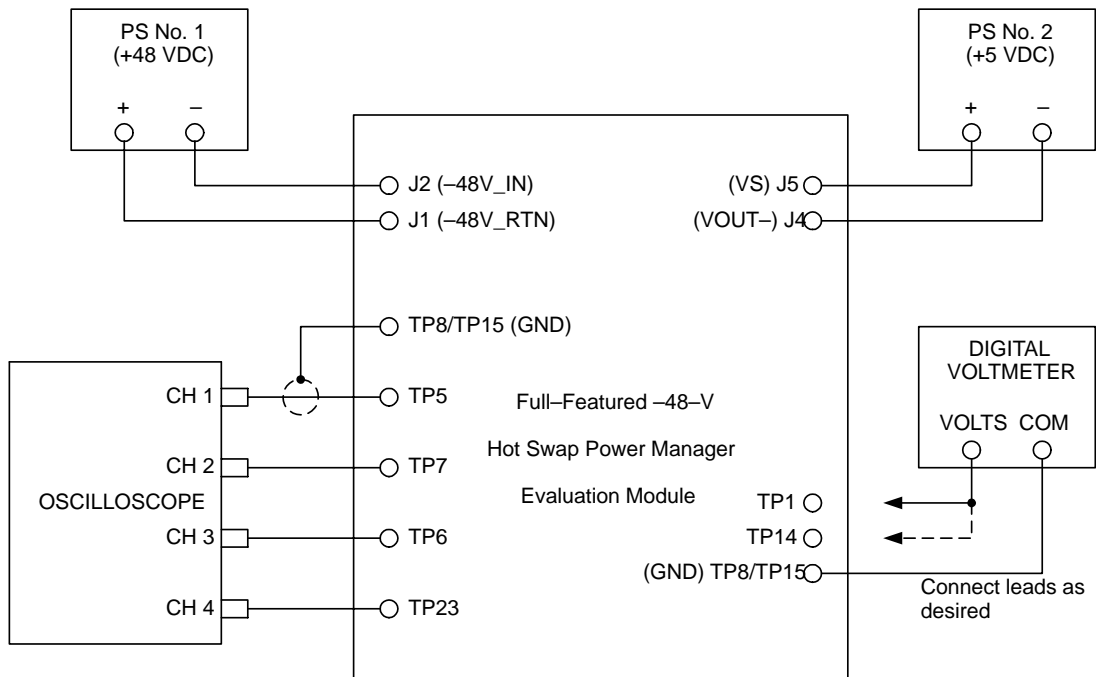 PS No. 1
(+48 VDC)
+ –
PS No. 2
(+5 VDC)
+ –
J2 (–48V_IN)
(VS) J5
J1 (–48V_RTN)
(VOUT–) J4
TP8/TP15 (GND)
DIGITAL
VOLTMETER
VOLTS COM
OSCILLOSCOPE
CH 1
TP5
CH 2
TP7
CH 3
TP6
CH 4
TP23
Full–Featured –48–V
Hot Swap Power Manager
Evaluation Module
TP1
TP14
(GND) TP8/TP15
Connect leads as
desired